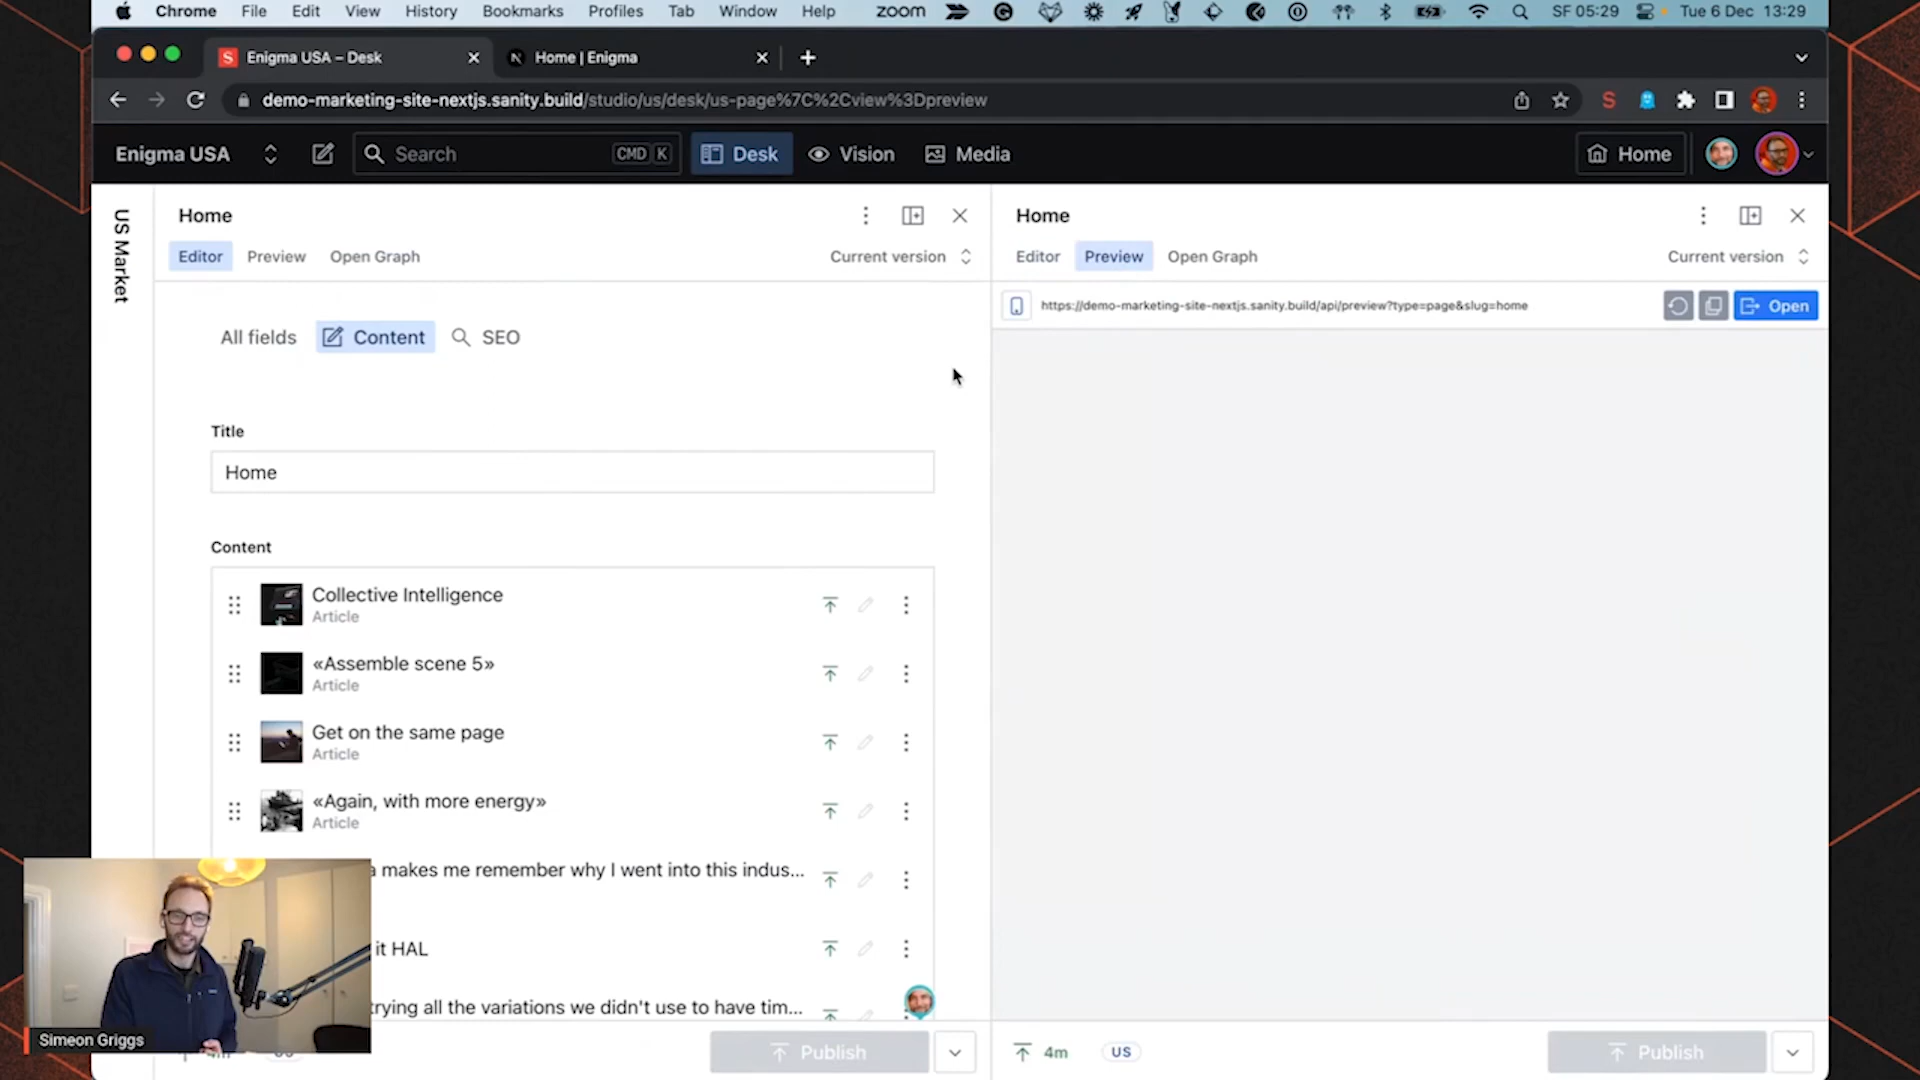 Chrome File Edit View History Bookmarks Profiles Tab Window Help zoom SF 05:29 Tue 6 Dec 13:29
Enigma USA – Desk
Home | Enigma
demo-marketing-site-nextjs.sanity.build/studio/us/desk/us-page%7C%2Cview%3Dpreview
Enigma USA
Search CMD K
Desk
Vision
Media
Home
US Market
Home
Editor Preview Open Graph Current version
All fields Content SEO
Title
Home
Content
Collective Intelligence
Article
«Assemble scene 5»
Article
Get on the same page
Article
«Again, with more energy»
Article
a makes me remember why I went into this indus...
it HAL
trying all the variations we didn't use to have tim...
Publish
Home
Editor Preview Open Graph Current version
https://demo-marketing-site-nextjs.sanity.build/api/preview?type=page&slug=home
Open
4m US
Publish
Simeon Griggs